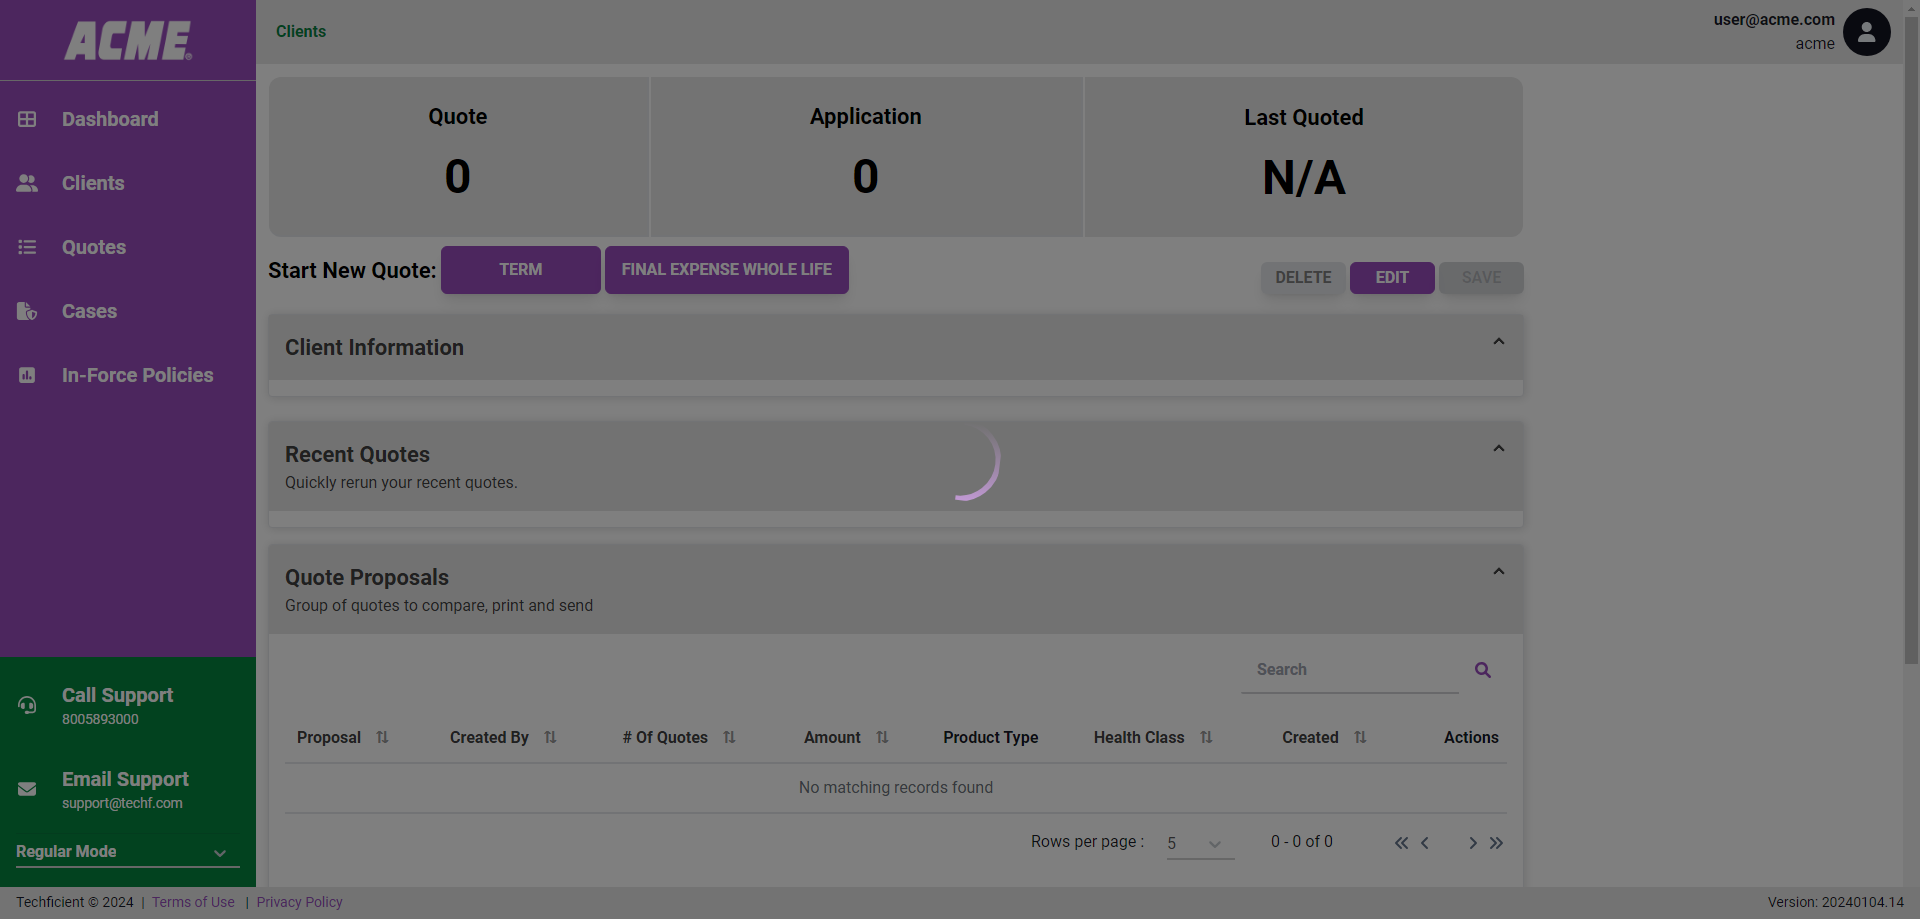 ACME®
Dashboard
Clients
Quotes
Cases
In-Force Policies
Call Support
8005893000
Email Support
support@techf.com
Regular Mode
Clients
user@acme.com
acme
Quote
0
Application
0
Last Quoted
N/A
Start New Quote: TERM FINAL EXPENSE WHOLE LIFE DELETE EDIT SAVE
Client Information
Recent Quotes
Quickly rerun your recent quotes.
Quote Proposals
Group of quotes to compare, print and send
Search
Proposal Created By # Of Quotes Amount Product Type Health Class Created Actions
No matching records found
Rows per page : 5 0 - 0 of 0
Techficient © 2024 | Terms of Use | Privacy Policy Version: 20240104.14